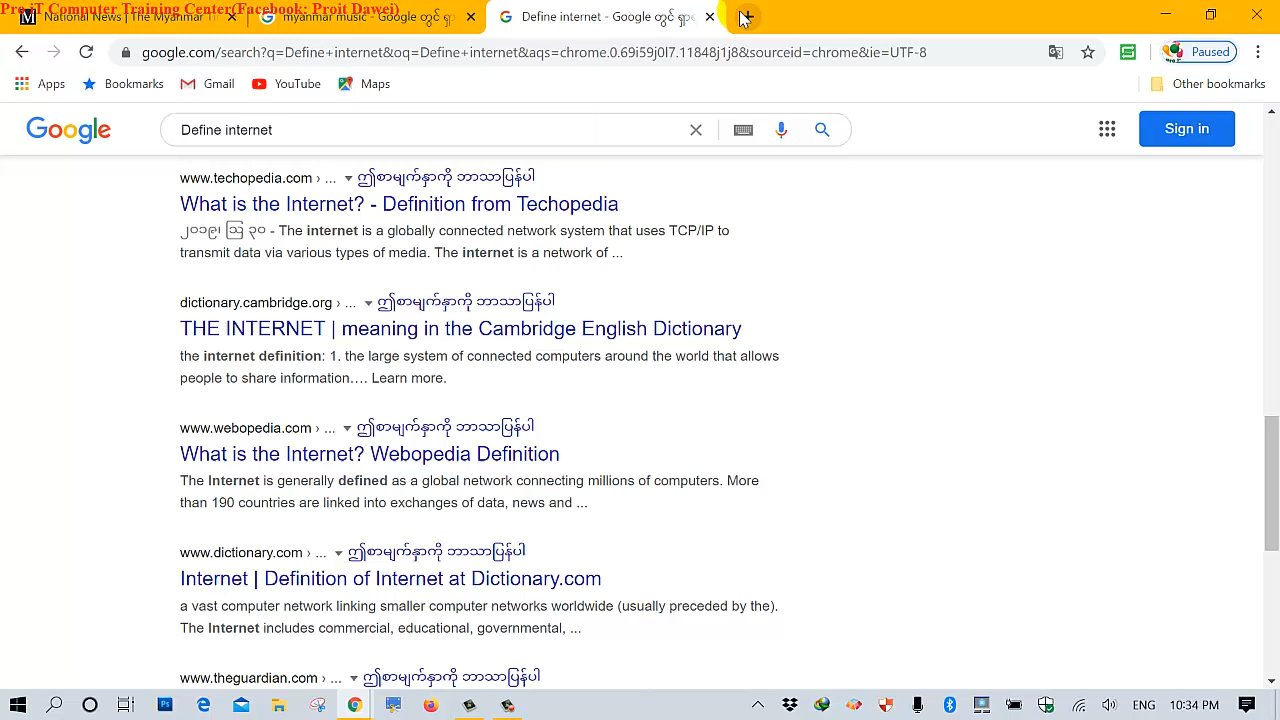 Pro iT Computer Training Center(Facebook: Proit Dawei)
National News | The Myanmar Ti
myanmar music - Google တွင် ရှ
Define internet - Google တွင် ရှာေ
google.com/search?q=Define+internet&oq=Define+internet&aqs=chrome.0.69i59j0l7.11848j1j8&sourceid=chrome&ie=UTF-8
Paused
Apps
Bookmarks
Gmail
YouTube
Maps
Other bookmarks
Google
Define internet
Sign in
www.techopedia.com › ... ဤစာမျက်နှာကို ဘာသာပြန်ပါ
What is the Internet? - Definition from Techopedia
၂၀၁၉၊ ဩ ၃၀ - The internet is a globally connected network system that uses TCP/IP to
transmit data via various types of media. The internet is a network of ...
dictionary.cambridge.org › ... ဤစာမျက်နှာကို ဘာသာပြန်ပါ
THE INTERNET | meaning in the Cambridge English Dictionary
the internet definition: 1. the large system of connected computers around the world that allows
people to share information…. Learn more.
www.webopedia.com › ... ဤစာမျက်နှာကို ဘာသာပြန်ပါ
What is the Internet? Webopedia Definition
The Internet is generally defined as a global network connecting millions of computers. More
than 190 countries are linked into exchanges of data, news and ...
www.dictionary.com › ... ဤစာမျက်နှာကို ဘာသာပြန်ပါ
Internet | Definition of Internet at Dictionary.com
a vast computer network linking smaller computer networks worldwide (usually preceded by the).
The Internet includes commercial, educational, governmental, ...
www.theguardian.com › ... ဤစာမျက်နှာကို ဘာသာပြန်ပါ
ENG
10:34 PM